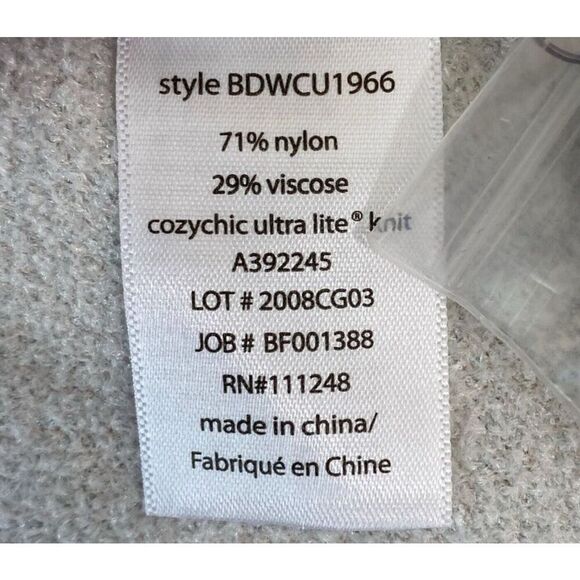 style BDWCU1966
71% nylon
29% viscose
cozychic ultra lite® knit
A392245
LOT # 2008CG03
JOB # BF001388
RN#111248
made in china/
Fabriqué en Chine